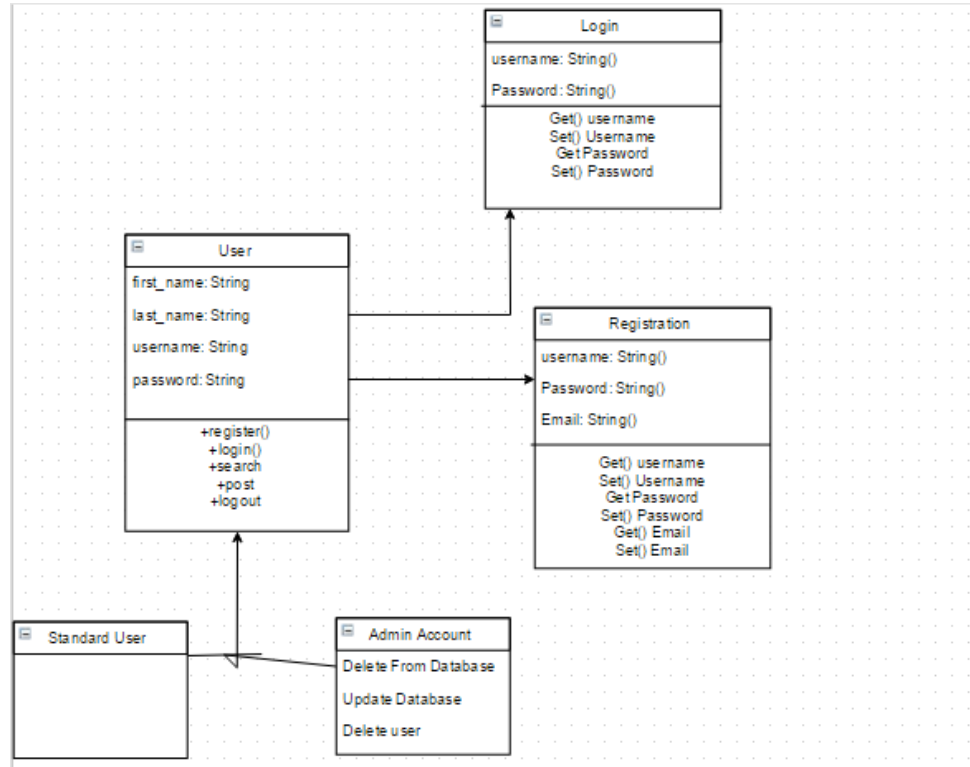 Login
username: String()
Password: String()
Get() username
Set() Username
Get Password
Set() Password
User
first_name: String
last_name: String
username: String
password: String
+register()
+login()
+search
+post
+logout
Registration
username: String()
Password: String()
Email: String()
Get() username
Set() Username
Get Password
Set() Password
Get() Email
Set() Email
Standard User
Admin Account
Delete From Database
Update Database
Delete user